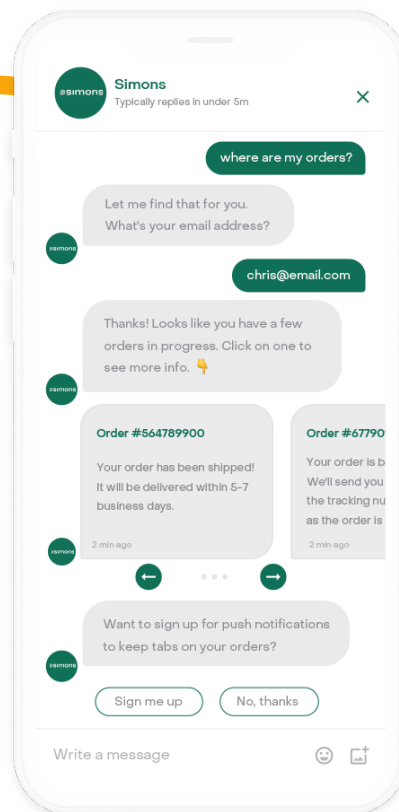 simons
Simons
Typically replies in under 5m
where are my orders?
Let me find that for you.
What's your email address?
simons
chris@email.com
Thanks! Looks like you have a few
orders in progress. Click on one to
see more info. 👇
simons
Order #564789900
Your order has been shipped!
It will be delivered within 5-7
business days.
2 min ago
Order #67790
Your order is b
We'll send you
the tracking nu
as the order is
2 min ago
simons
Want to sign up for push notifications
to keep tabs on your orders?
simons
Sign me up
No, thanks
Write a message